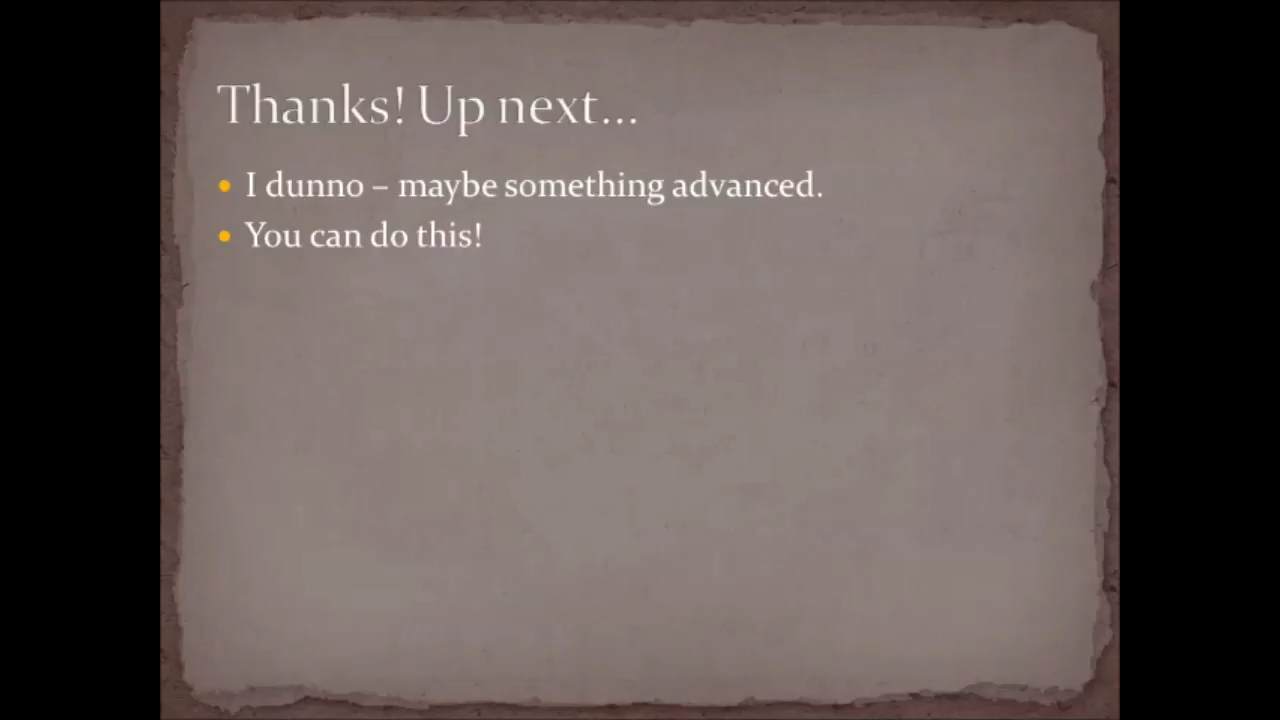 Thanks! Up next...
I dunno – maybe something advanced.
You can do this!